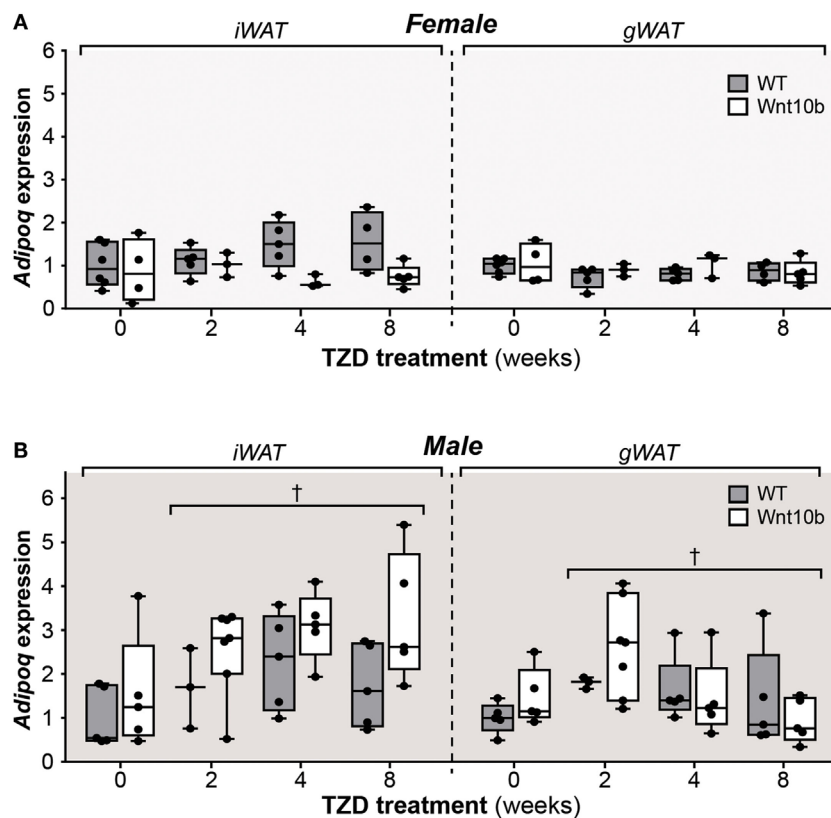 A
Female
iWAT
gWAT
6
5
4
3
2
1
0
Adipoq expression
WT
Wnt10b
0 2 4 8 0 2 4 8
TZD treatment (weeks)
B
Male
iWAT
gWAT
†
†
6
5
4
3
2
1
0
Adipoq expression
WT
Wnt10b
0 2 4 8 0 2 4 8
TZD treatment (weeks)